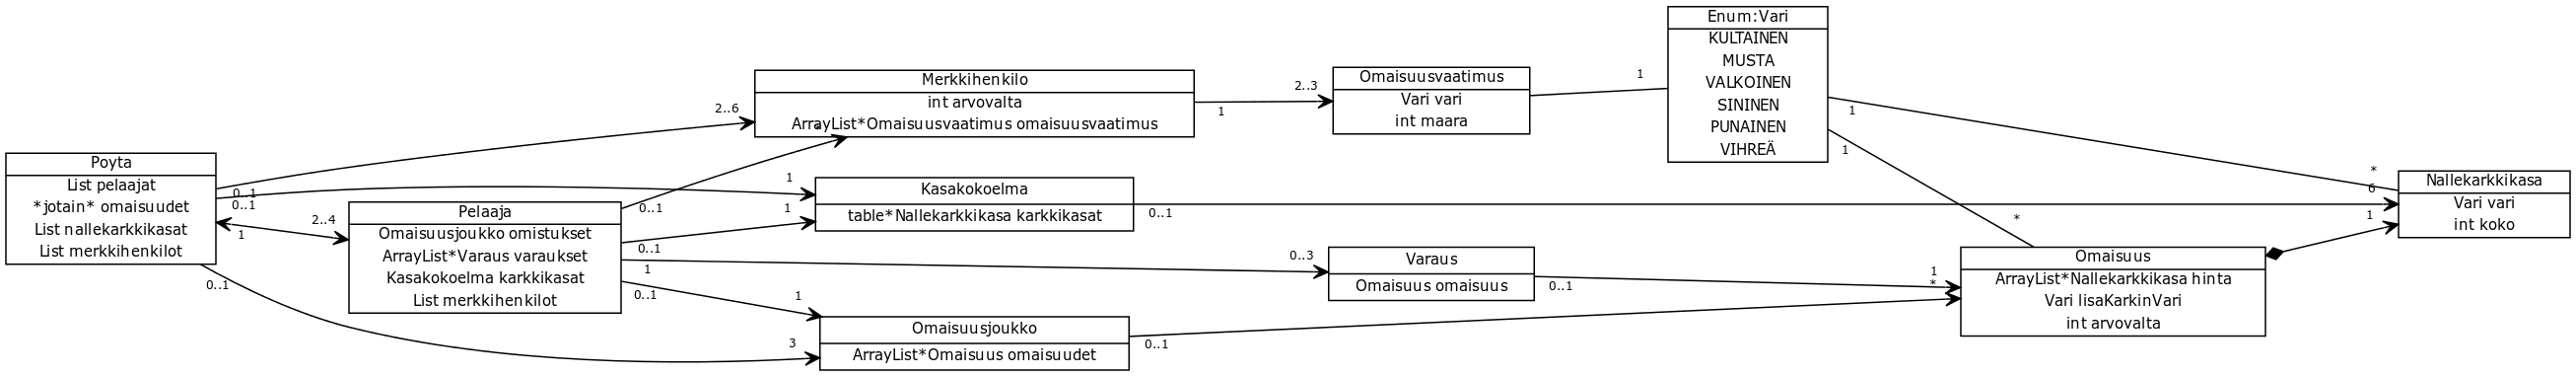 Enum:Vari
KULTAINEN
MUSTA
VALKOINEN
SININEN
PUNAINEN
VIHREÄ
1
1
1
*
*
Merkkihenkilo
int arvovalta
ArrayList*Omaisuusvaatimus omaisuusvaatimus
2..6
*
1
2..3
Omaisuusvaatimus
Vari vari
int maara
Poyta
List pelaajat
*jotain* omaisuudet
List nallekarkkikasat
List merkkihenkilot
0..1
0..1
1
2..4
0..1
Pelaaja
Omaisuusjoukko omistukset
ArrayList*Varaus varaukset
Kasakokoelma karkkikasat
List merkkihenkilot
0..1
0..1
1
0..1
1
1
Kasakokoelma
table*Nallekarkkikasa karkkikasat
0..1
6
Nallekarkkikasa
Vari vari
int koko
1
0..3
Varaus
Omaisuus omaisuus
0..1
1
*
Omaisuus
ArrayList*Nallekarkkikasa hinta
Vari lisaKarkinVari
int arvovalta
1
3
Omaisuusjoukko
ArrayList*Omaisuus omaisuudet
0..1